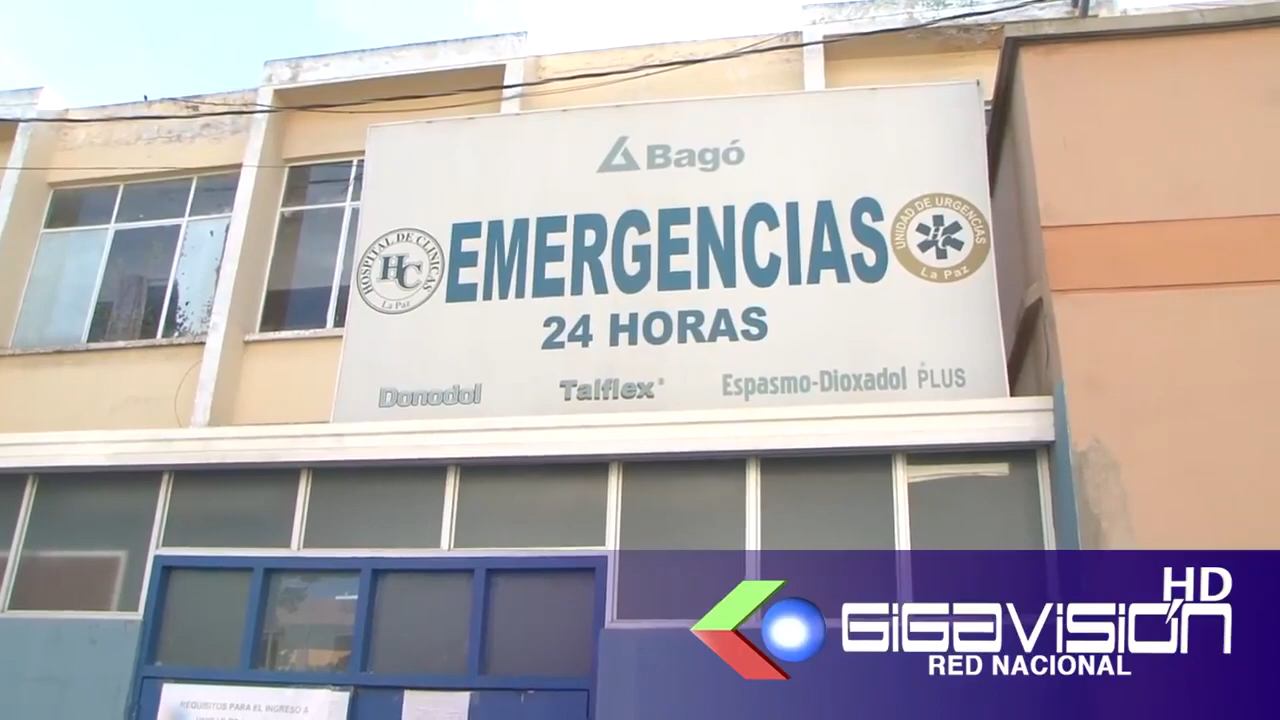 Bagó
EMERGENCIAS
24 HORAS
HOSPITAL DE CLINICAS
HC
La Paz
UNIDAD DE URGENCIAS
HC
La Paz
Donodol
Talflex
Espasmo-Dioxadol PLUS
REQUISITOS PARA EL INGRESO A
HD
GIGAVISIÓN
RED NACIONAL